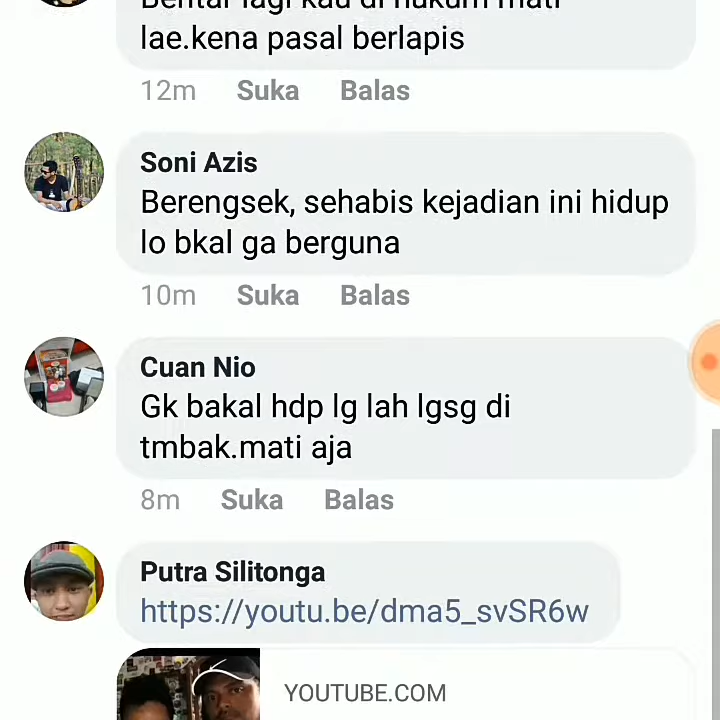 Bentar lagi kau di hukum mati
lae.kena pasal berlapis
12m Suka Balas
Soni Azis
Berengsek, sehabis kejadian ini hidup
lo bkal ga berguna
10m Suka Balas
Cuan Nio
Gk bakal hdp lg lah lgsg di
tmbak.mati aja
8m Suka Balas
Putra Silitonga
https://youtu.be/dma5_svSR6w
YOUTUBE.COM